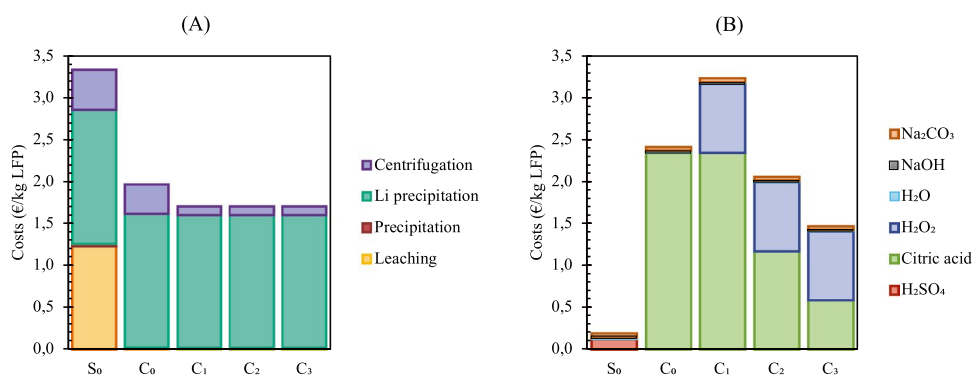 (A)
Costs (€/kg LFP)
3,5
3,0
2,5
2,0
1,5
1,0
0,5
0,0
S₀ C₀ C₁ C₂ C₃
Centrifugation
Li precipitation
Precipitation
Leaching
(B)
Costs (€/kg LFP)
3,5
3,0
2,5
2,0
1,5
1,0
0,5
0,0
S₀ C₀ C₁ C₂ C₃
Na₂CO₃
NaOH
H₂O
H₂O₂
Citric acid
H₂SO₄